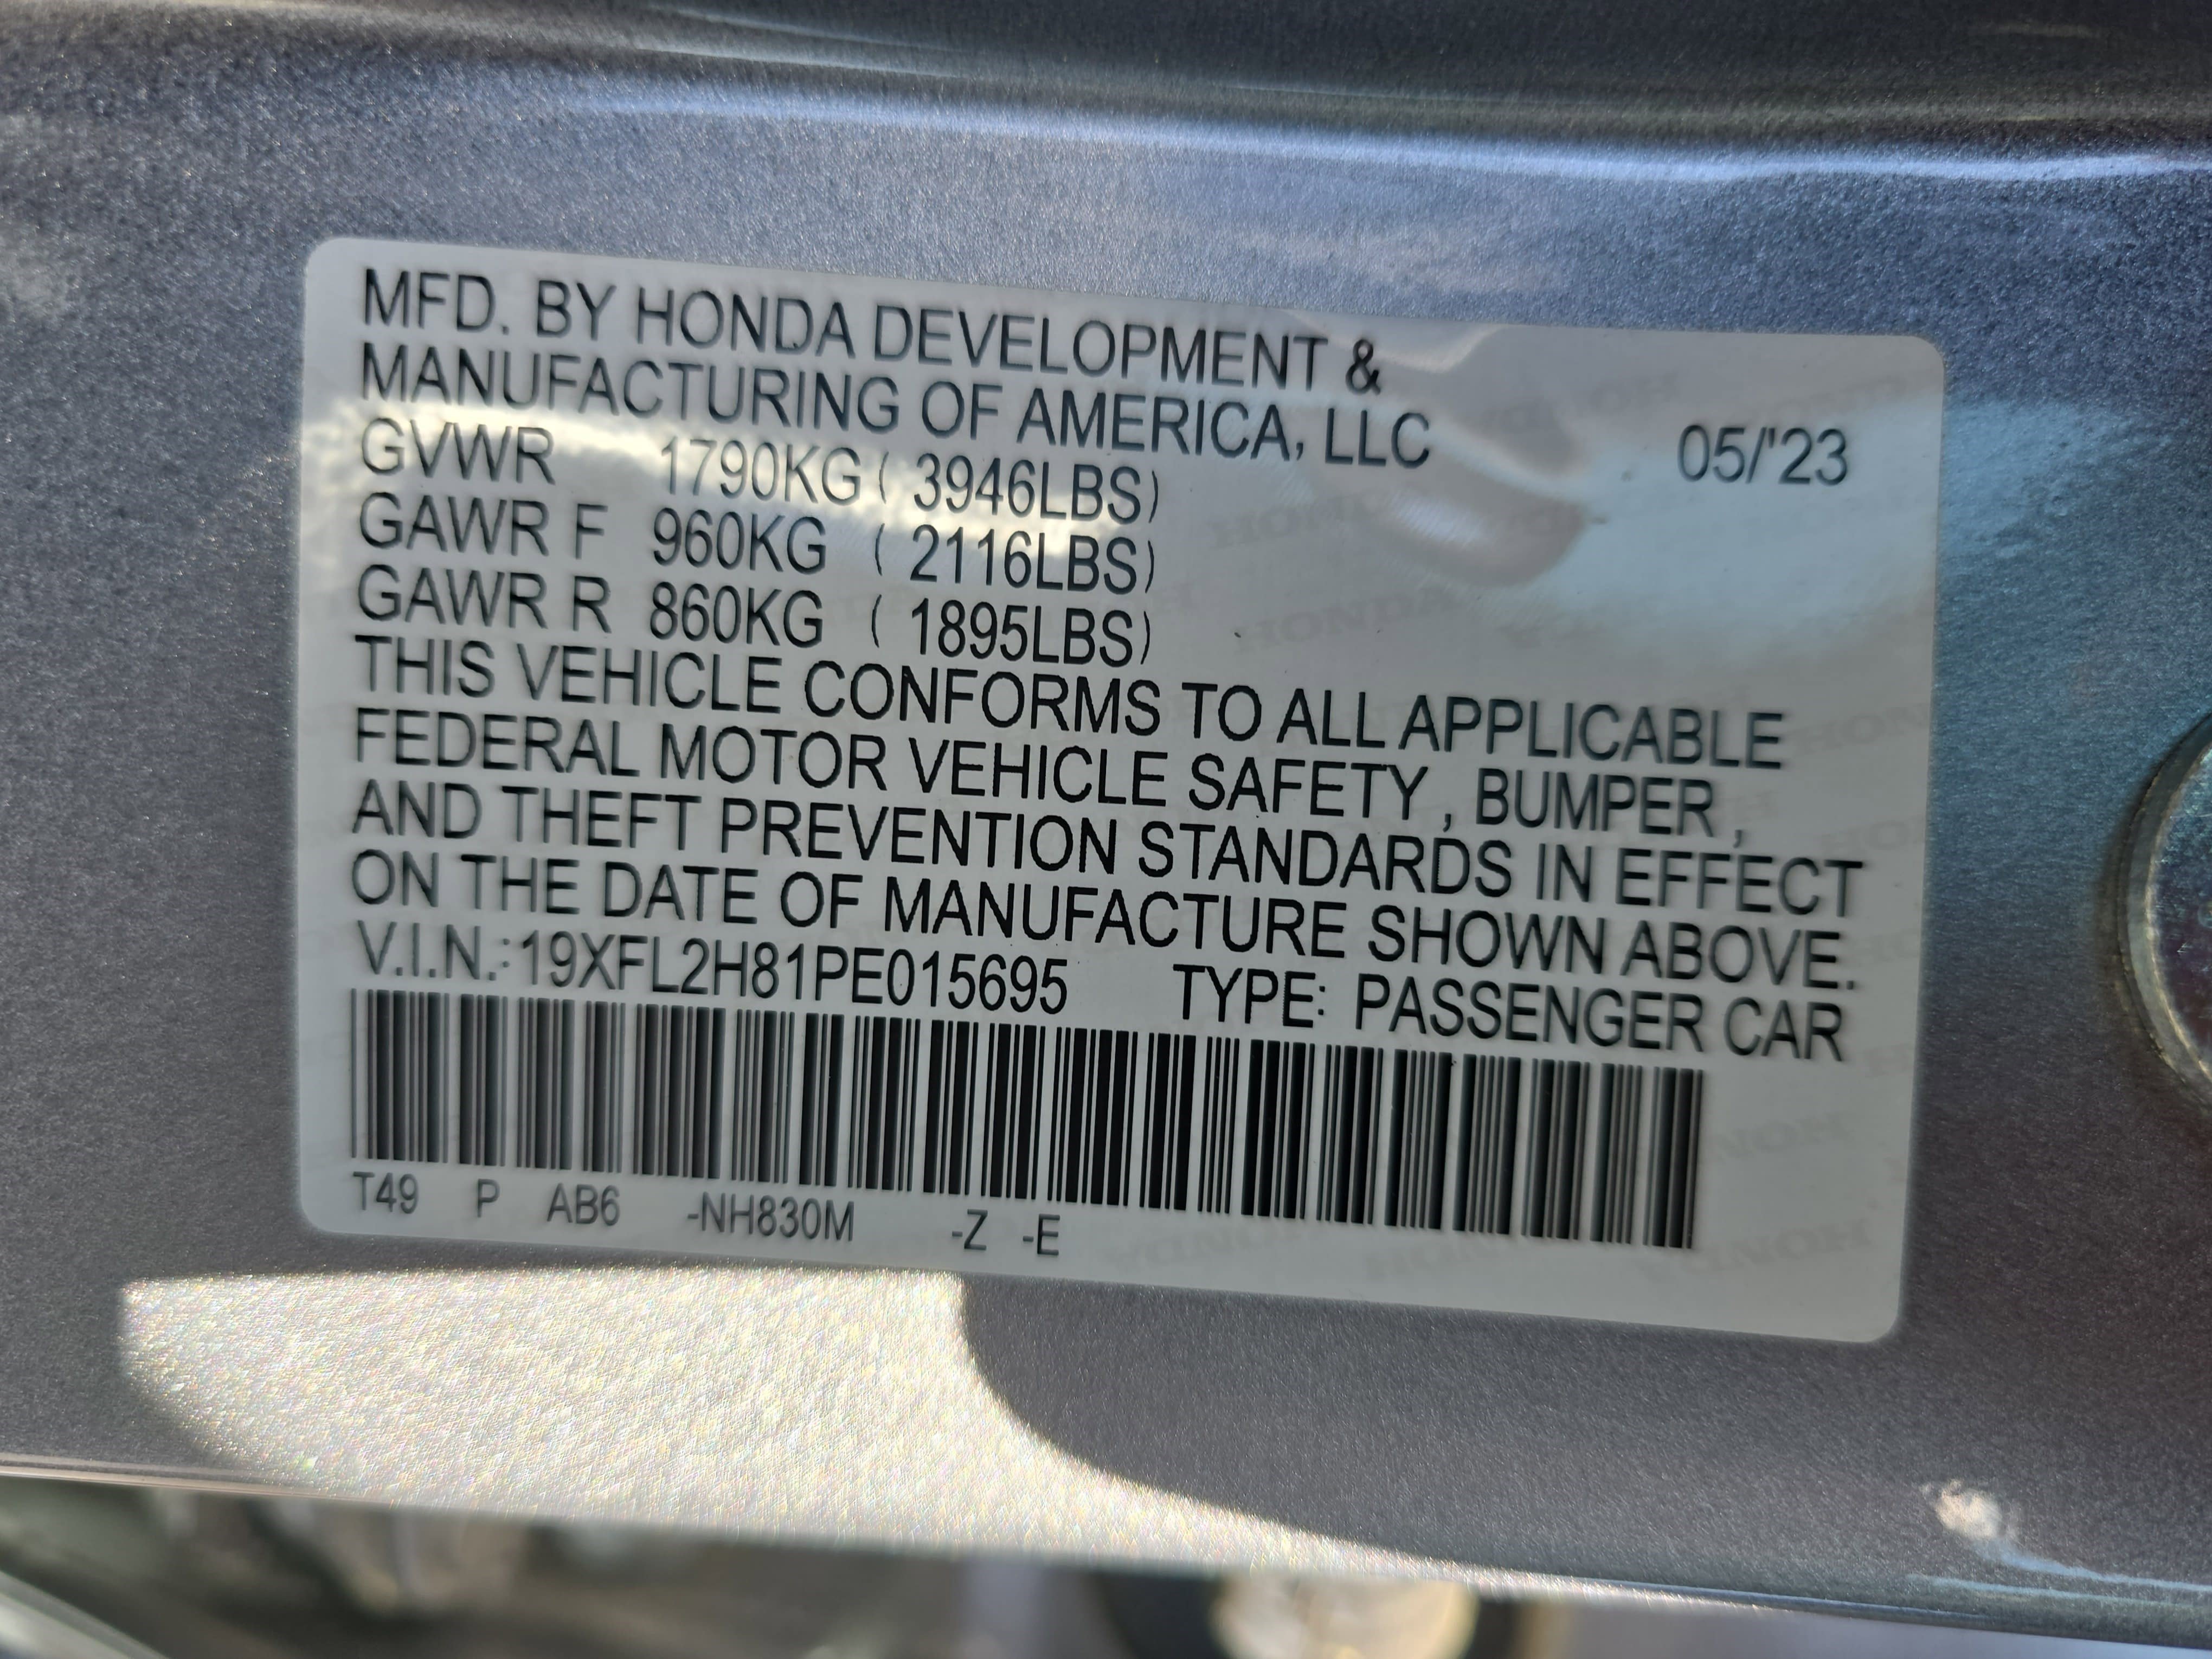 MFD. BY HONDA DEVELOPMENT &
MANUFACTURING OF AMERICA, LLC 05/'23
GVWR 1790KG ( 3946LBS)
GAWR F 960KG ( 2116LBS)
GAWR R 860KG ( 1895LBS)
THIS VEHICLE CONFORMS TO ALL APPLICABLE
FEDERAL MOTOR VEHICLE SAFETY , BUMPER ,
AND THEFT PREVENTION STANDARDS IN EFFECT
ON THE DATE OF MANUFACTURE SHOWN ABOVE.
V.I.N.:19XFL2H81PE015695 TYPE: PASSENGER CAR
T49 P AB6 -NH830M -Z -E